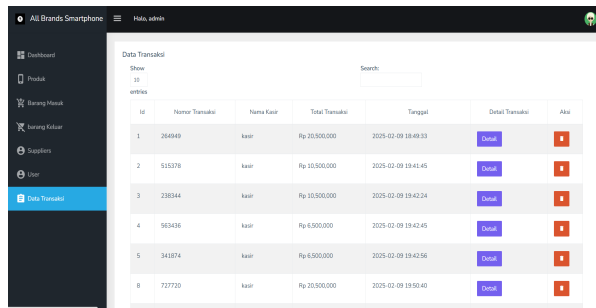 All Brands Smartphone
Halo, admin
Dashboard
Produk
Barang Masuk
barang Keluar
Suppliers
User
Data Transaksi
Data Transaksi
Show
10
entries
Search:
Id Nomor Transaksi Nama Kasir Total Transaksi Tanggal Detail Transaksi Aksi
1 264949 kasir Rp 20,500,000 2025-02-09 18:49:33 Detail
2 515378 kasir Rp 10,500,000 2025-02-09 19:41:45 Detail
3 238344 kasir Rp 10,500,000 2025-02-09 19:42:24 Detail
4 563436 kasir Rp 6,500,000 2025-02-09 19:42:45 Detail
5 341874 kasir Rp 6,500,000 2025-02-09 19:42:56 Detail
8 727720 kasir Rp 20,500,000 2025-02-09 19:50:40 Detail